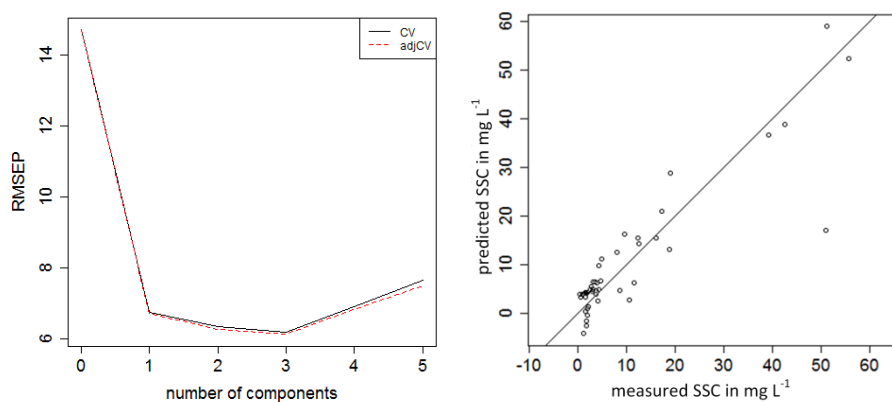 CV
adjCV
14
12
10
8
6
RMSEP
0 1 2 3 4 5
number of components
60
50
40
30
20
10
0
predicted SSC in mg L⁻¹
-10 0 10 20 30 40 50 60
measured SSC in mg L⁻¹